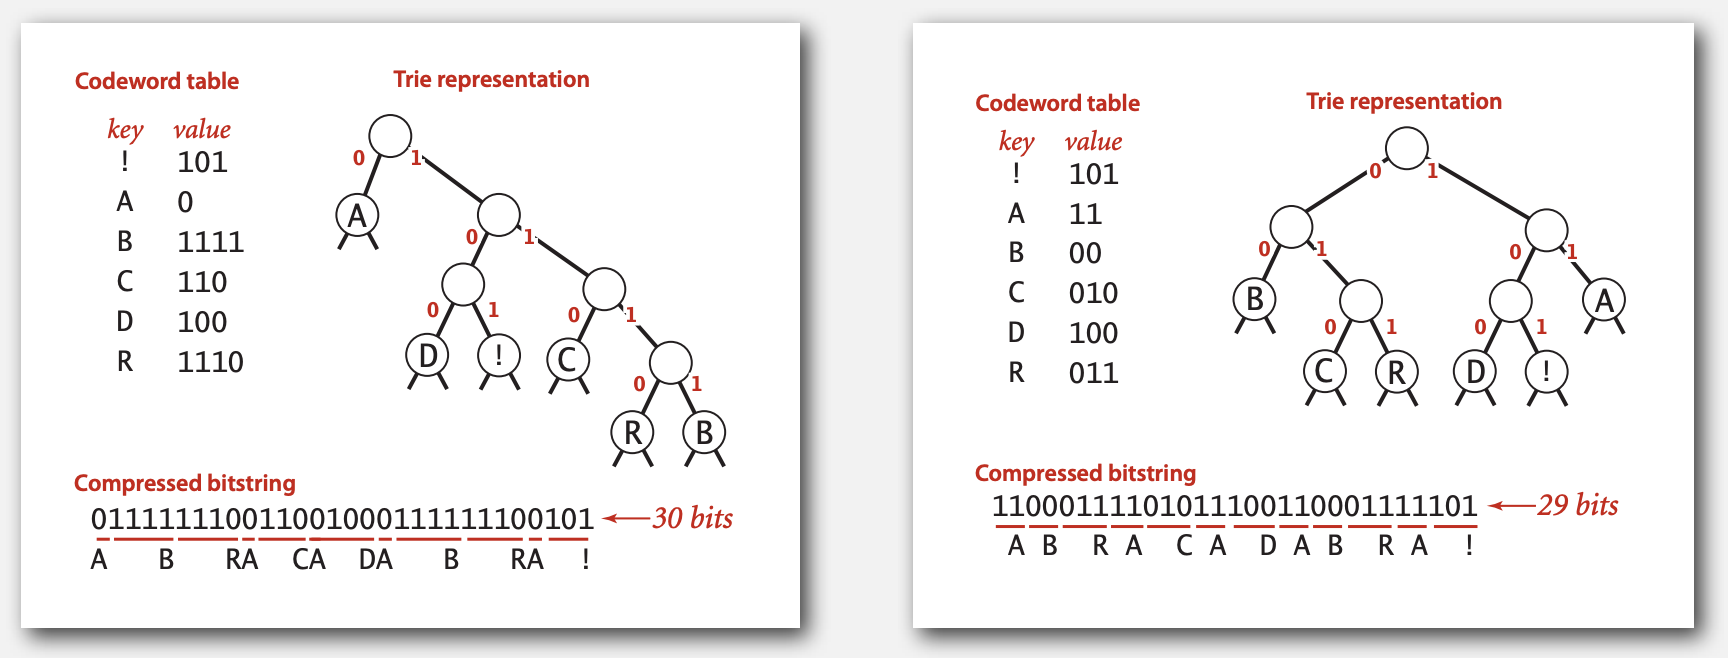 Codeword table
key value
! 101
A 0
B 1111
C 110
D 100
R 1110
Trie representation
0 1
A
0 1
0 1 0 1
D ! C
0 1
R B
Compressed bitstring
011111110011001000111111100101 30 bits
A B RA CA DA B RA !
Codeword table
key value
! 101
A 11
B 00
C 010
D 100
R 011
Trie representation
0 1
0 1 0 1
B A
0 1 0 1
C R D !
Compressed bitstring
11000111101011100110001111101 29 bits
A B R A C A D A B R A !